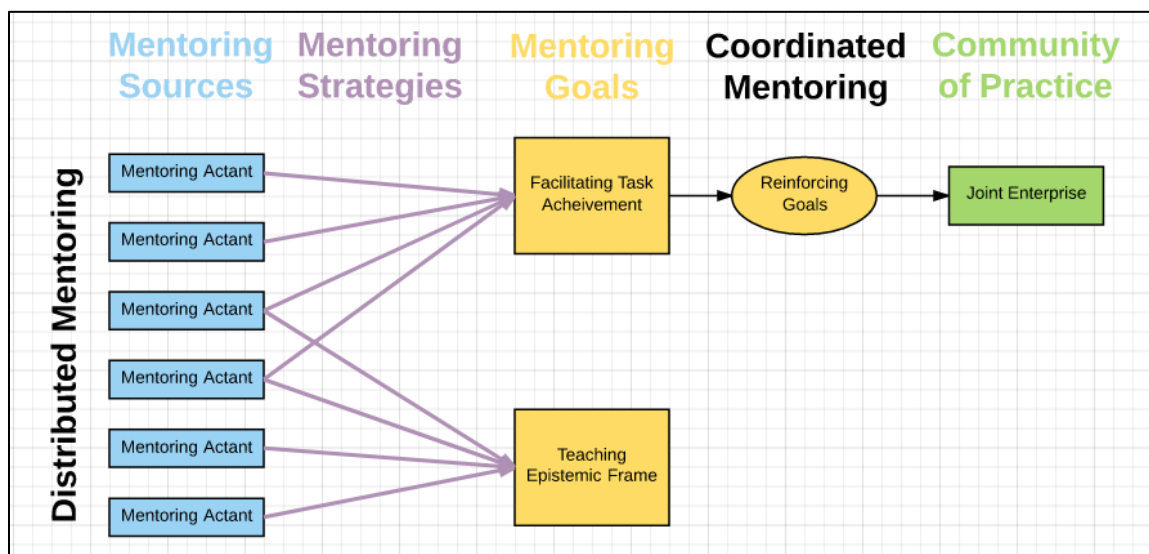 Mentoring
Sources
Mentoring
Strategies
Mentoring
Goals
Coordinated
Mentoring
Community
of Practice
Distributed Mentoring
Mentoring Actant
Mentoring Actant
Mentoring Actant
Mentoring Actant
Mentoring Actant
Mentoring Actant
Facilitating Task
Acheivement
Teaching
Epistemic Frame
Reinforcing
Goals
Joint Enterprise